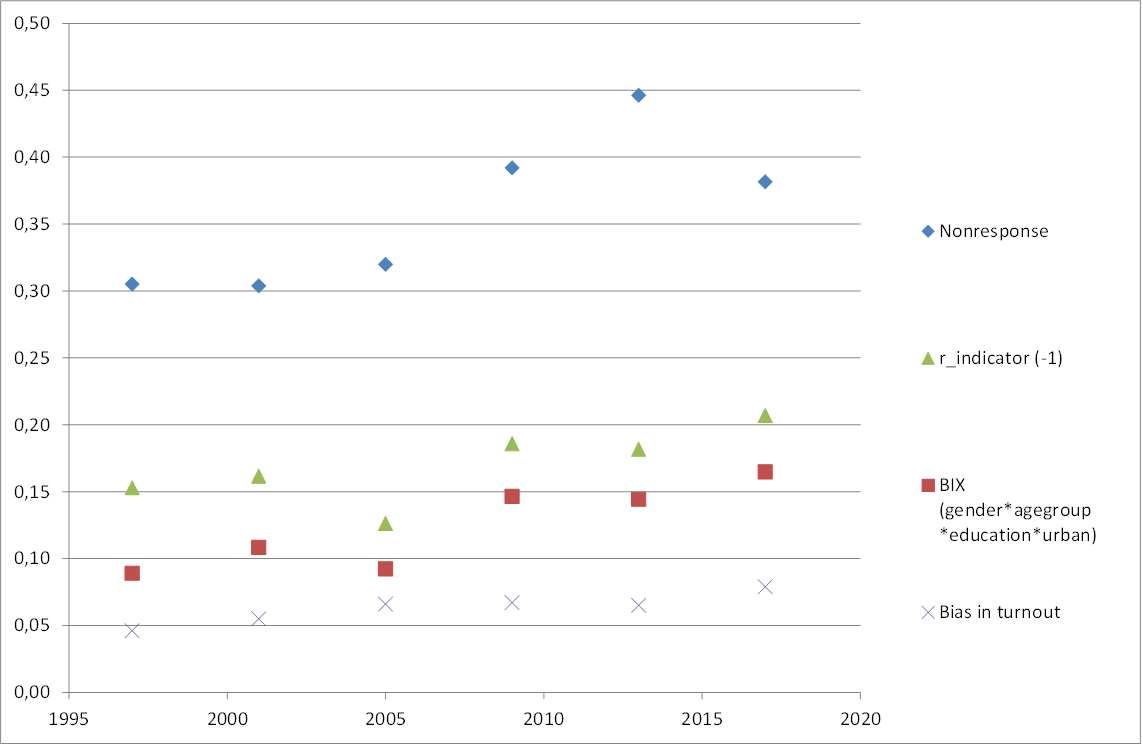 0,50
0,45
0,40
0,35
0,30
0,25
0,20
0,15
0,10
0,05
0,00
1995 2000 2005 2010 2015 2020
Nonresponse
r_indicator (-1)
BIX
(gender*agegroup
*education*urban)
Bias in turnout